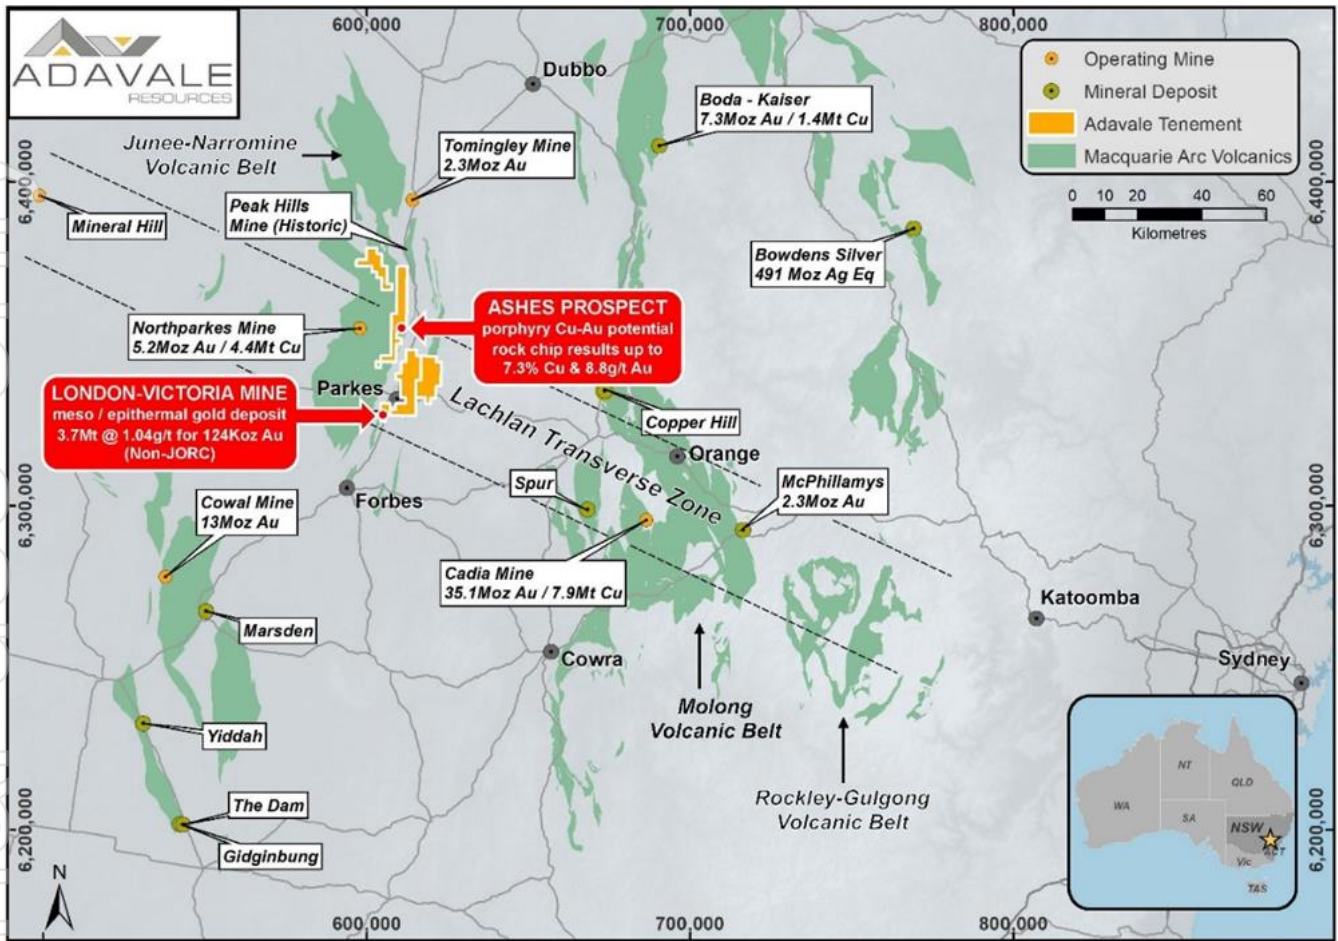 ADAVALE
RESOURCES
600,000
700,000
800,000
6,400,000
6,300,000
6,200,000
6,400,000
6,300,000
6,200,000
600,000
700,000
800,000
Operating Mine
Mineral Deposit
Adavale Tenement
Macquarie Arc Volcanics
0 10 20 40 60
Kilometres
Dubbo
Boda - Kaiser
7.3Moz Au / 1.4Mt Cu
Junee-Narromine
Volcanic Belt
Tomingley Mine
2.3Moz Au
Mineral Hill
Peak Hills
Mine (Historic)
Bowdens Silver
491 Moz Ag Eq
Northparkes Mine
5.2Moz Au / 4.4Mt Cu
ASHES PROSPECT
porphyry Cu-Au potential
rock chip results up to
7.3% Cu & 8.8g/t Au
LONDON-VICTORIA MINE
meso / epithermal gold deposit
3.7Mt @ 1.04g/t for 124Koz Au
(Non-JORC)
Parkes
Lachlan Transverse Zone
Copper Hill
Orange
Forbes
Spur
McPhillamys
2.3Moz Au
Cowal Mine
13Moz Au
Cadia Mine
35.1Moz Au / 7.9Mt Cu
Marsden
Katoomba
Cowra
Sydney
Molong
Volcanic Belt
Yiddah
Rockley-Gulgong
Volcanic Belt
The Dam
Gidginbung
N
WA
NT
QLD
SA
NSW
ACT
Vic
TAS